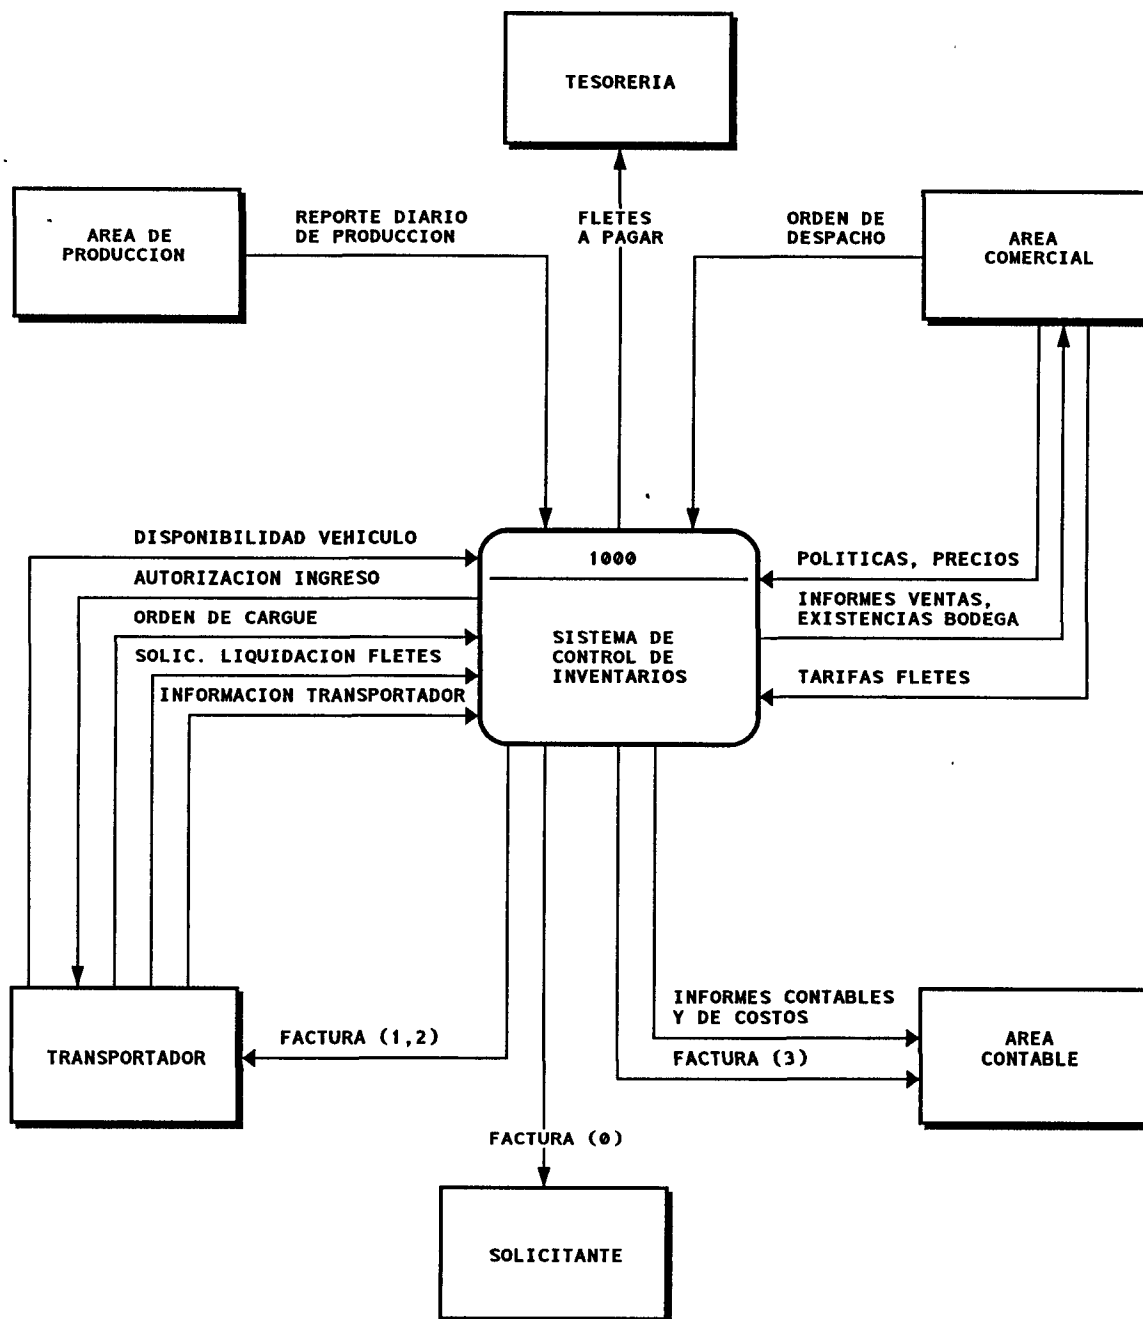 TESORERIA
AREA DE
PRODUCCION
REPORTE DIARIO
DE PRODUCCION
FLETES
A PAGAR
ORDEN DE
DESPACHO
AREA
COMERCIAL
DISPONIBILIDAD VEHICULO
AUTORIZACION INGRESO
ORDEN DE CARGUE
SOLIC. LIQUIDACION FLETES
INFORMACION TRANSPORTADOR
1000
SISTEMA DE
CONTROL DE
INVENTARIOS
POLITICAS, PRECIOS
INFORMES VENTAS,
EXISTENCIAS BODEGA
TARIFAS FLETES
TRANSPORTADOR
FACTURA (1,2)
INFORMES CONTABLES
Y DE COSTOS
FACTURA (3)
AREA
CONTABLE
FACTURA (0)
SOLICITANTE